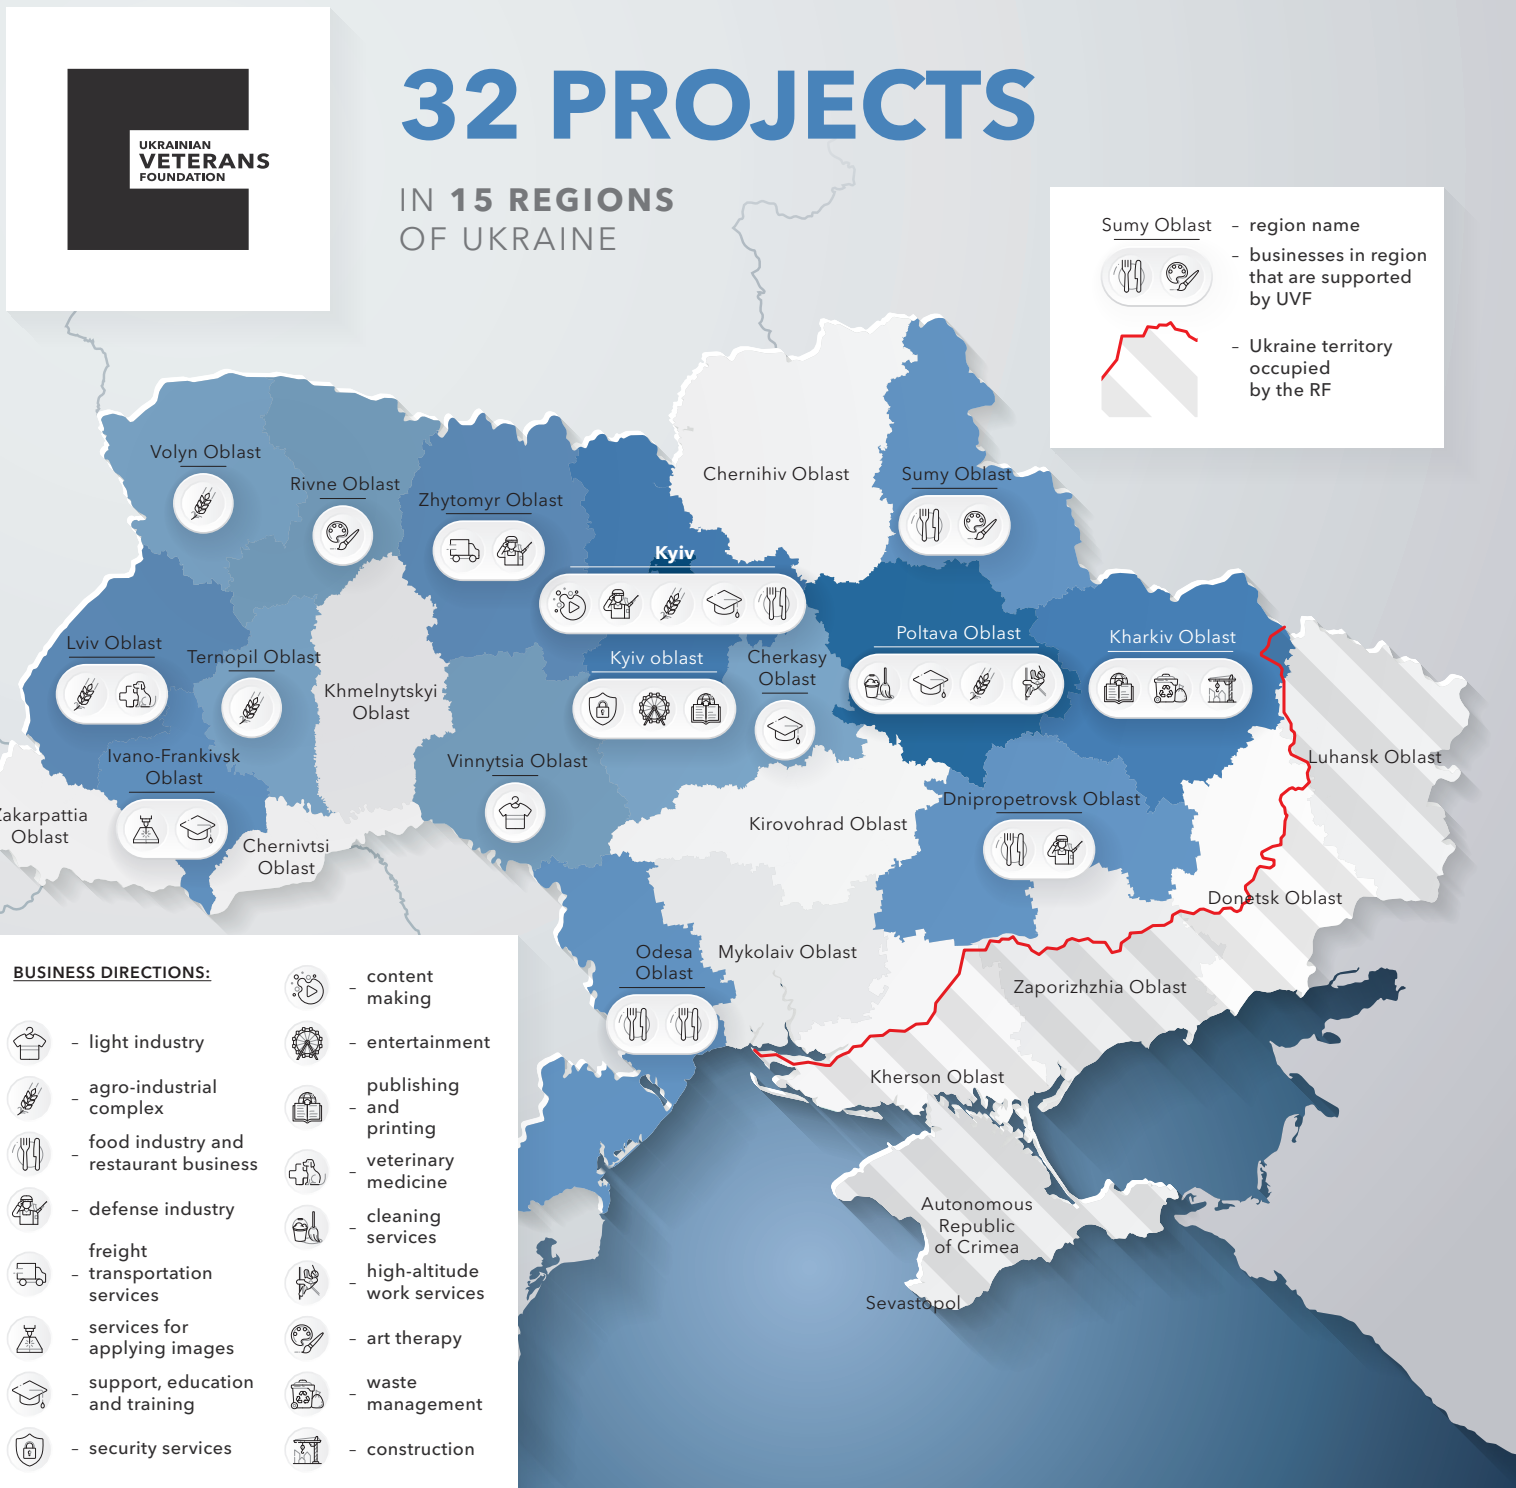 UKRAINIAN
VETERANS
FOUNDATION
32 PROJECTS
IN 15 REGIONS
OF UKRAINE
Sumy Oblast
– region name
– businesses in region
that are supported
by UVF
– Ukraine territory
occupied
by the RF
Volyn Oblast
Rivne Oblast
Zhytomyr Oblast
Chernihiv Oblast
Sumy Oblast
Kyiv
Lviv Oblast
Ternopil Oblast
Khmelnytskyi
Oblast
Kyiv oblast
Cherkasy
Oblast
Poltava Oblast
Kharkiv Oblast
Luhansk Oblast
Ivano-Frankivsk
Oblast
Vinnytsia Oblast
Zakarpattia
Oblast
Chernivtsi
Oblast
Kirovohrad Oblast
Dnipropetrovsk Oblast
Donetsk Oblast
Odesa
Oblast
Mykolaiv Oblast
Zaporizhzhia Oblast
Kherson Oblast
Autonomous
Republic
of Crimea
Sevastopol
BUSINESS DIRECTIONS:
– light industry
– agro-industrial
complex
– food industry and
restaurant business
– defense industry
– freight
transportation
services
– services for
applying images
– support, education
and training
– security services
– content
making
– entertainment
– publishing
and
printing
– veterinary
medicine
– cleaning
services
– high-altitude
work services
– art therapy
– waste
management
– construction